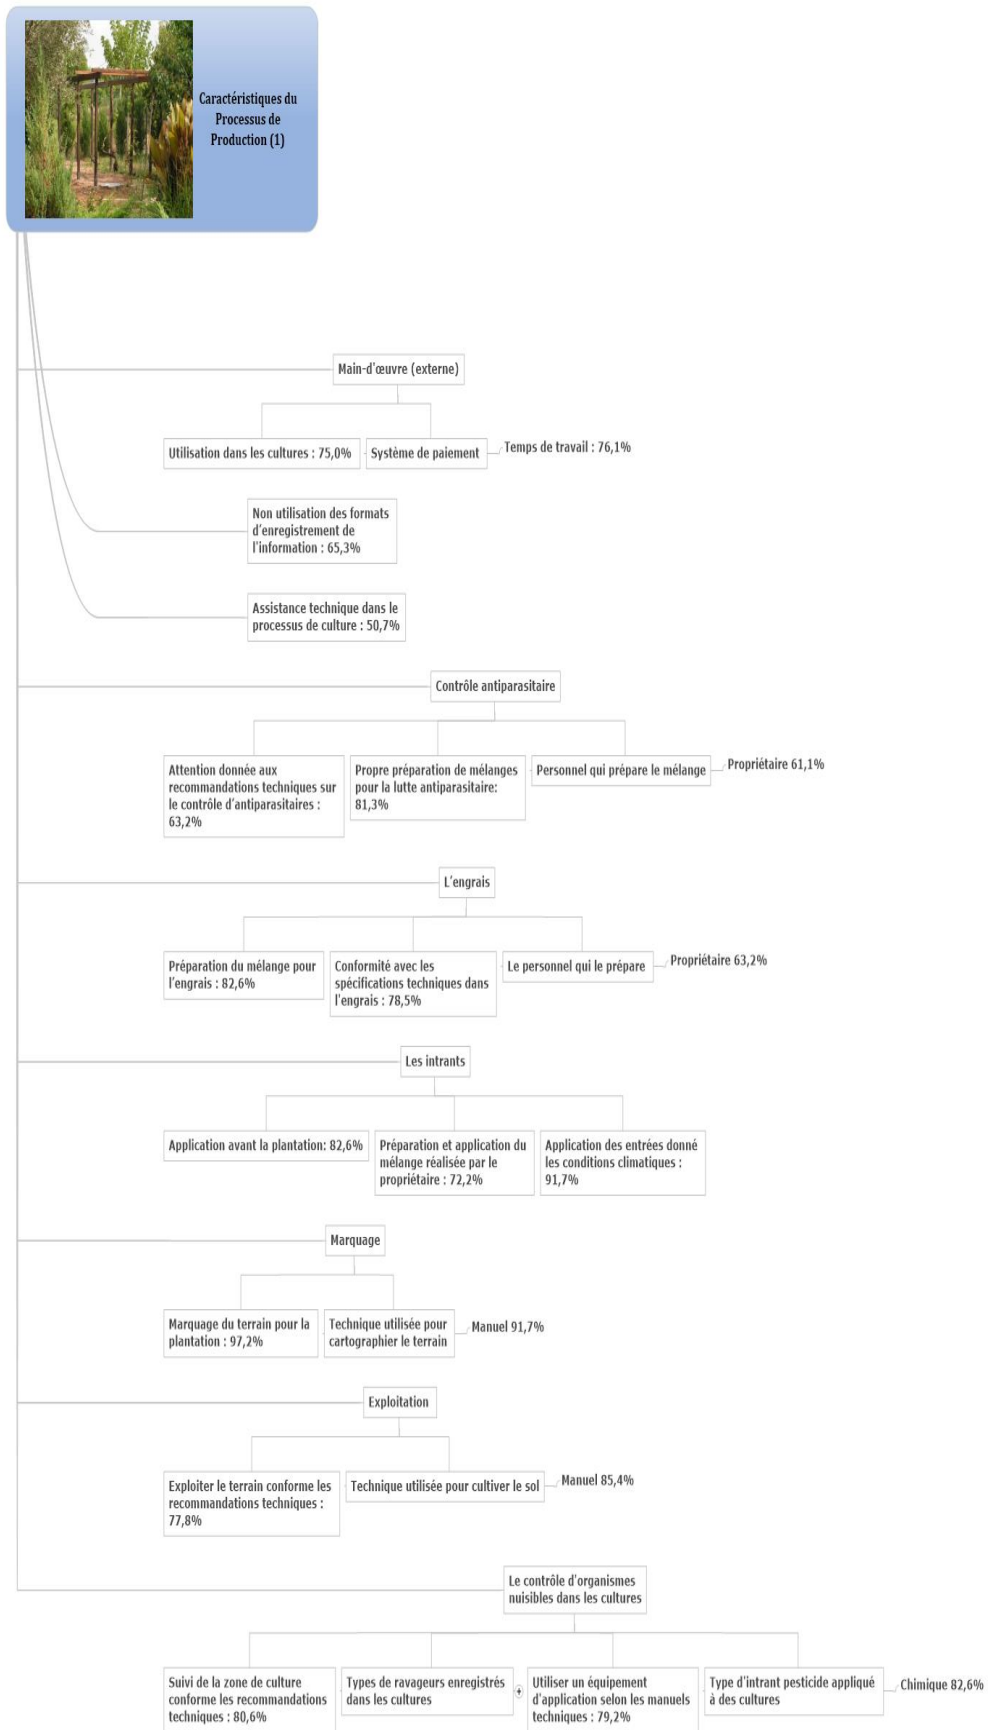 Caractéristiques du
Processus de
Production (1)
Main-d'œuvre (externe)
Utilisation dans les cultures : 75,0%
Système de paiement
Temps de travail : 76,1%
Non utilisation des formats
d'enregistrement de
l'information : 65,3%
Assistance technique dans le
processus de culture : 50,7%
Contrôle antiparasitaire
Attention donnée aux
recommandations techniques sur
le contrôle d'antiparasitaires :
63,2%
Propre préparation de mélanges
pour la lutte antiparasitaire:
81,3%
Personnel qui prépare le mélange
Propriétaire 61,1%
L'engrais
Préparation du mélange pour
l'engrais : 82,6%
Conformité avec les
spécifications techniques dans
l'engrais : 78,5%
Le personnel qui le prépare
Propriétaire 63,2%
Les intrants
Application avant la plantation: 82,6%
Préparation et application du
mélange réalisée par le
propriétaire : 72,2%
Application des entrées donné
les conditions climatiques :
91,7%
Marquage
Marquage du terrain pour la
plantation : 97,2%
Technique utilisée pour
cartographier le terrain
Manuel 91,7%
Exploitation
Exploiter le terrain conforme les
recommandations techniques :
77,8%
Technique utilisée pour cultiver le sol
Manuel 85,4%
Le contrôle d'organismes
nuisibles dans les cultures
Suivi de la zone de culture
conforme les recommandations
techniques : 80,6%
Types de ravageurs enregistrés
dans les cultures
Utiliser un équipement
d'application selon les manuels
techniques : 79,2%
Type d'intrant pesticide appliqué
à des cultures
Chimique 82,6%